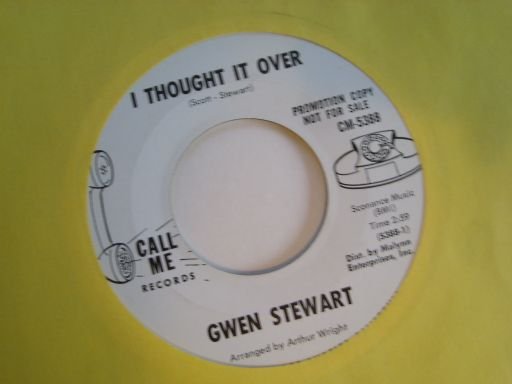 I THOUGHT IT OVER
(Scott - Stewart)
PROMOTION COPY
NOT FOR SALE
CM-5388
Sconance Music
(BMI)
Time 2:59
(5388-1)
Dist. by Malynn
Enterprises, Inc.
CALL
ME
RECORDS
GWEN STEWART
Arranged by Arthur Wright